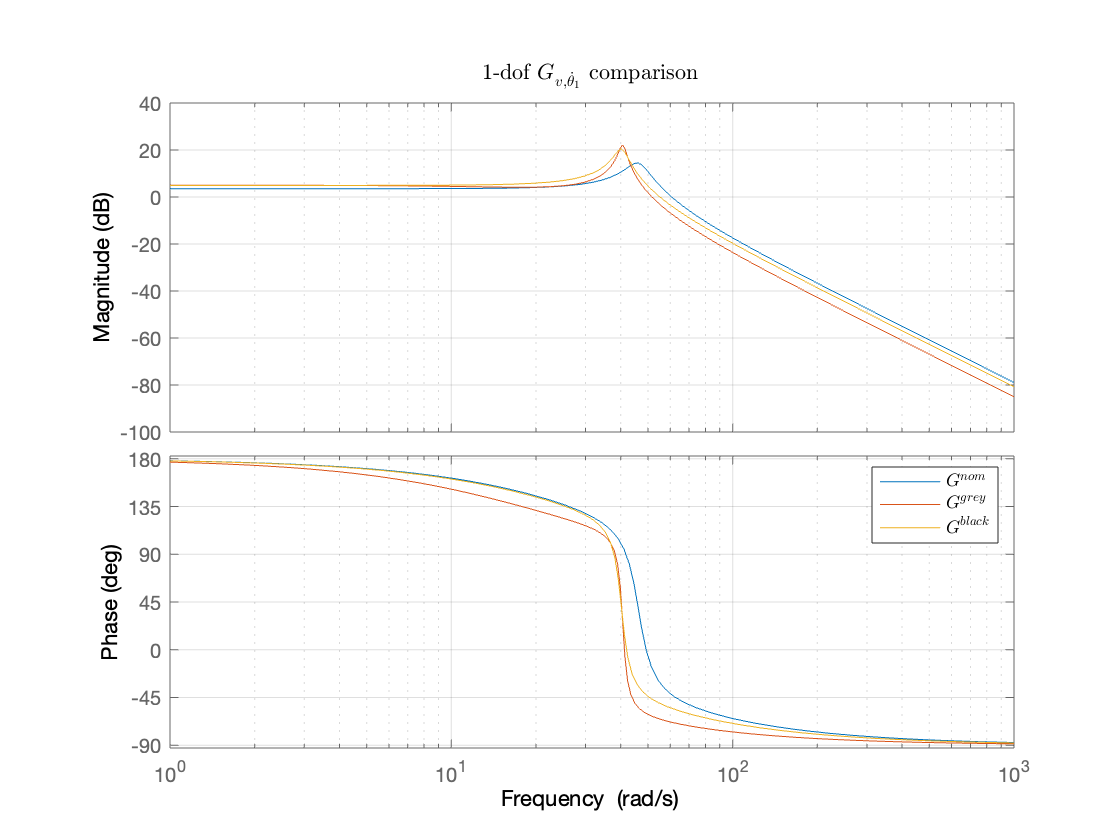 1-dof G_{v,\dot{θ}_1} comparison
Magnitude (dB)
40
20
0
-20
-40
-60
-80
-100
Phase (deg)
180
135
90
45
0
-45
-90
G^{nom}
G^{grey}
G^{black}
10^0
10^1
10^2
10^3
Frequency (rad/s)